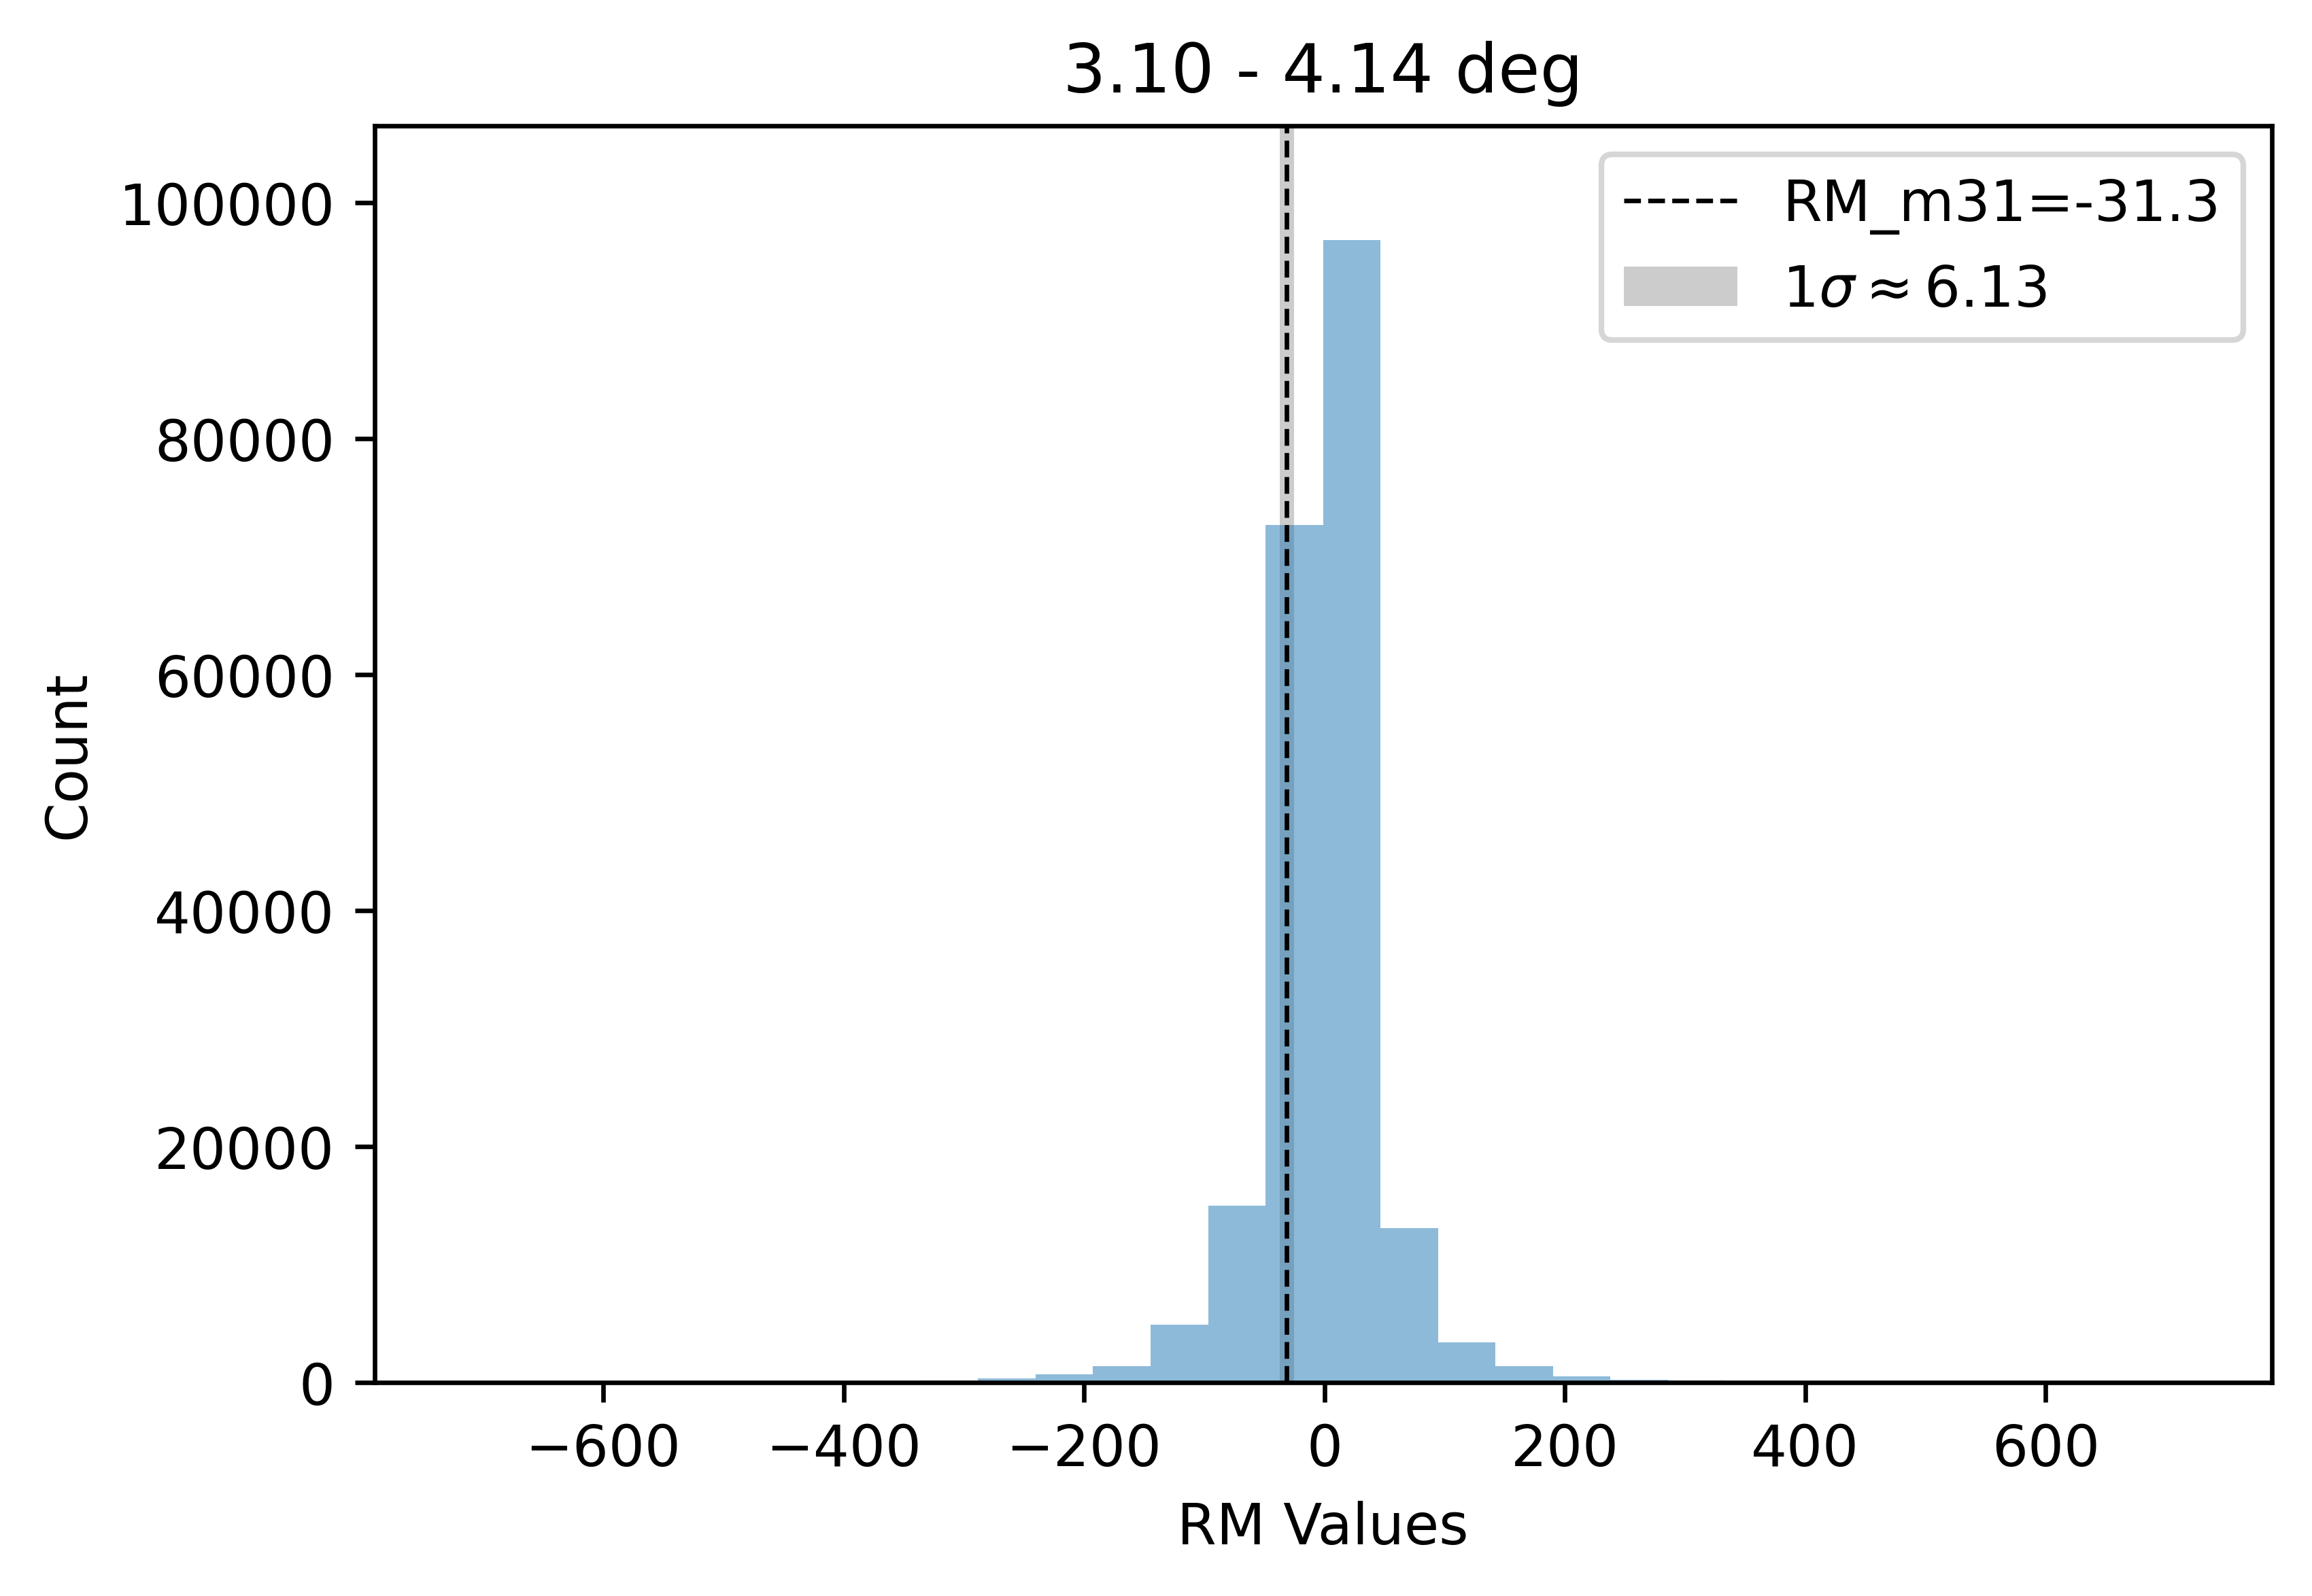 3.10 - 4.14 deg
RM_m31=-31.3
1σ ≈ 6.13
100000
80000
60000
40000
20000
0
Count
−600 −400 −200 0 200 400 600
RM Values